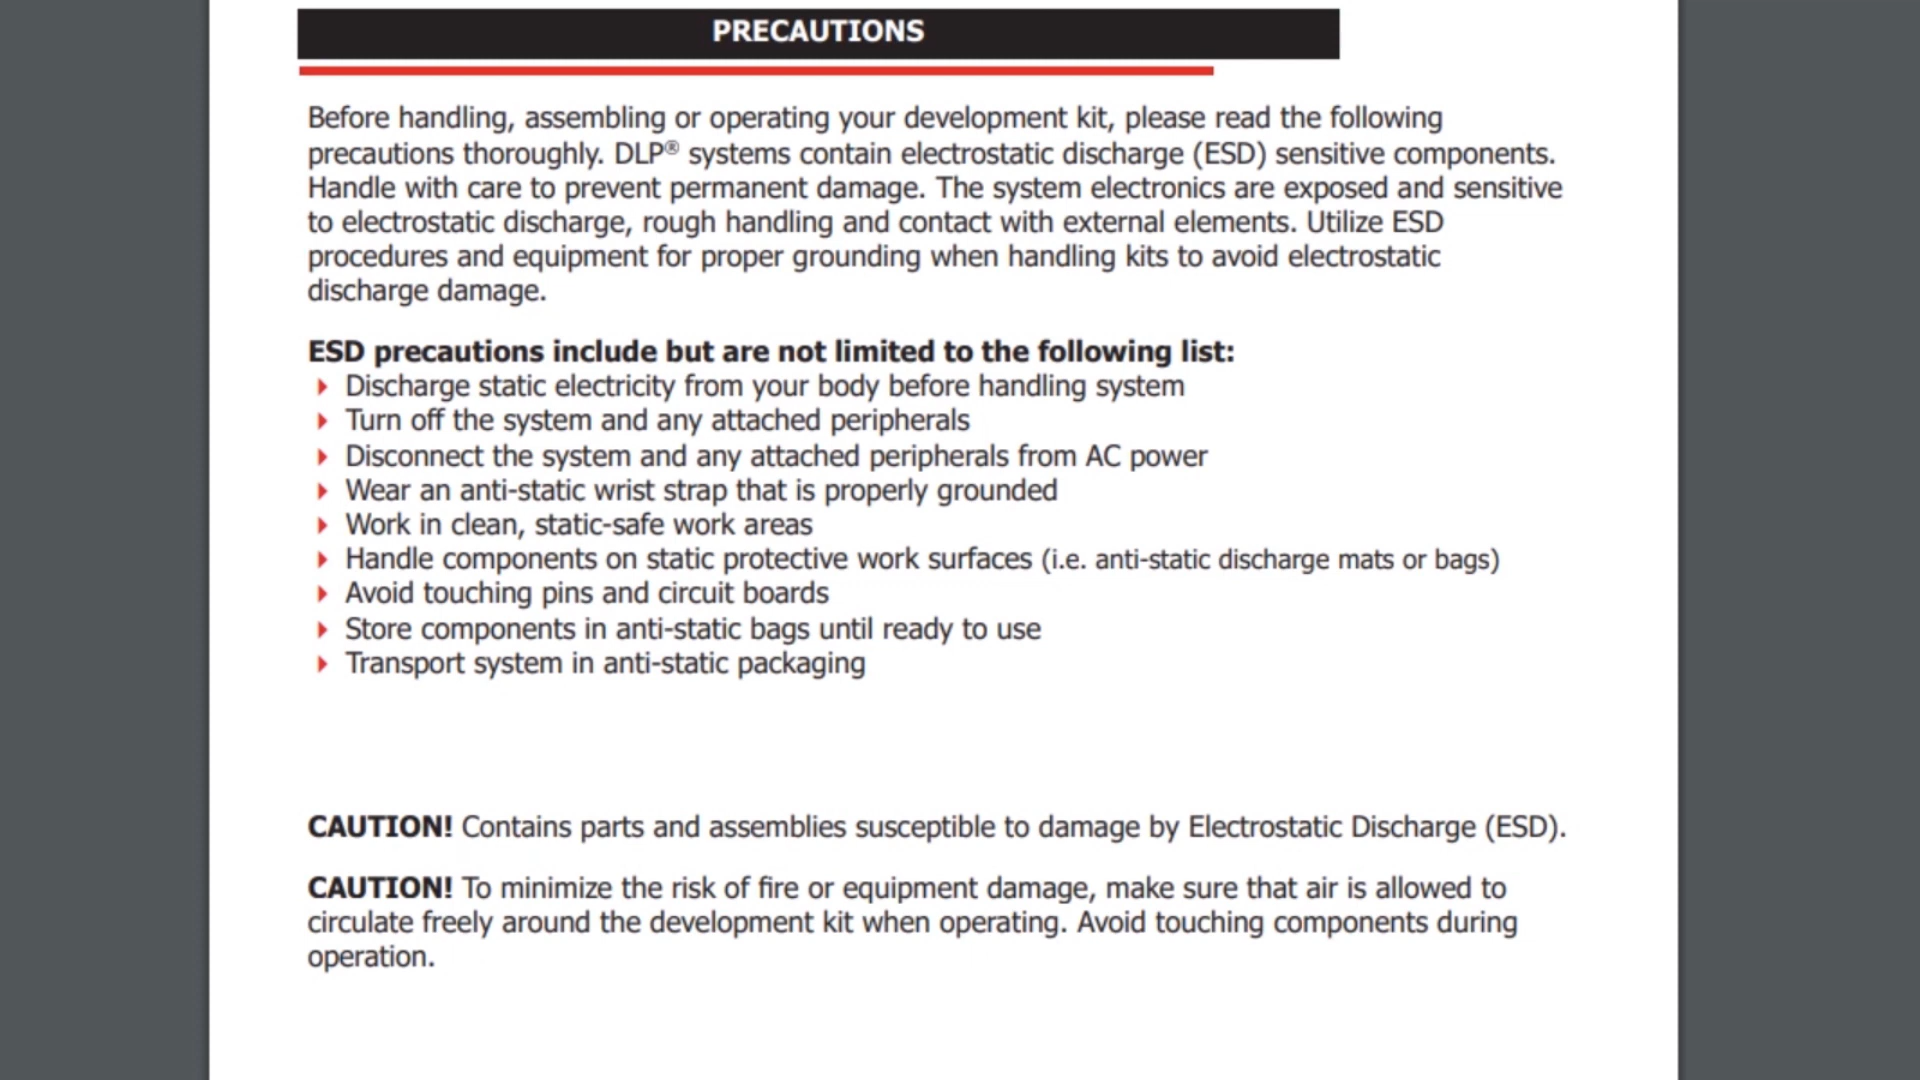 PRECAUTIONS
Before handling, assembling or operating your development kit, please read the following
precautions thoroughly. DLP® systems contain electrostatic discharge (ESD) sensitive components.
Handle with care to prevent permanent damage. The system electronics are exposed and sensitive
to electrostatic discharge, rough handling and contact with external elements. Utilize ESD
procedures and equipment for proper grounding when handling kits to avoid electrostatic
discharge damage.
ESD precautions include but are not limited to the following list:
Discharge static electricity from your body before handling system
Turn off the system and any attached peripherals
Disconnect the system and any attached peripherals from AC power
Wear an anti-static wrist strap that is properly grounded
Work in clean, static-safe work areas
Handle components on static protective work surfaces (i.e. anti-static discharge mats or bags)
Avoid touching pins and circuit boards
Store components in anti-static bags until ready to use
Transport system in anti-static packaging
CAUTION! Contains parts and assemblies susceptible to damage by Electrostatic Discharge (ESD).
CAUTION! To minimize the risk of fire or equipment damage, make sure that air is allowed to
circulate freely around the development kit when operating. Avoid touching components during
operation.